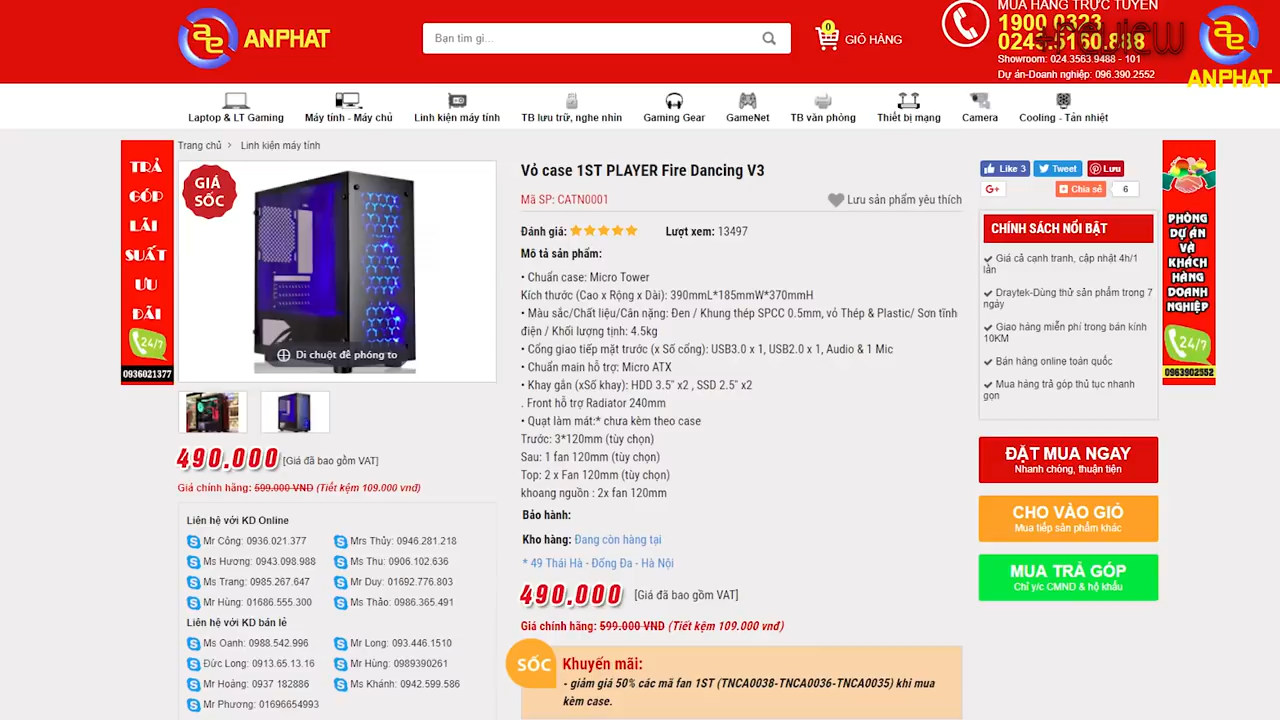 ANPHAT
Bạn tìm gì...
0
GIỎ HÀNG
MUA HÀNG TRỰC TUYẾN
1900 0323
+review
ANPHAT
Showroom: 024.3563.9488 - 101
Dự án-Doanh nghiệp: 096.390.2552
Laptop & LT Gaming
Máy tính - Máy chủ
Linh kiện máy tính
TB lưu trữ, nghe nhìn
Gaming Gear
GameNet
TB văn phòng
Thiết bị mạng
Camera
Cooling - Tản nhiệt
TRẢ
GÓP
LÃI
SUẤT
ƯU
ĐÃI
24/7
0936021377
Trang chủ > Linh kiện máy tính
GIÁ
SỐC
Di chuột để phóng to
490.000 [Giá đã bao gồm VAT]
Giá chính hãng: 599.000 VND (Tiết kệm 109.000 vnđ)
Liên hệ với KD Online
Mr Công: 0936.021.377
Mrs Thủy: 0946.281.218
Ms Hương: 0943.098.988
Ms Thu: 0906.102.636
Ms Trang: 0985.267.647
Mr Duy: 01692.776.803
Mr Hùng: 01686.555.300
Ms Thảo: 0986.365.491
Liên hệ với KD bán lẻ
Ms Oanh: 0988.542.996
Mr Long: 093.446.1510
Đức Long: 0913.65.13.16
Mr Hùng: 0989390261
Mr Hoàng: 0937 182886
Ms Khánh: 0942.599.586
Mr Phương: 01696654993
Vỏ case 1ST PLAYER Fire Dancing V3
Mã SP: CATN0001
Lưu sản phẩm yêu thích
Đánh giá:
Lượt xem: 13497
Mô tả sản phẩm:
• Chuẩn case: Micro Tower
Kích thước (Cao x Rộng x Dài): 390mmL*185mmW*370mmH
• Màu sắc/Chất liệu/Cân nặng: Đen / Khung thép SPCC 0.5mm, vỏ Thép & Plastic/ Sơn tĩnh
điện / Khối lượng tịnh: 4.5kg
• Cổng giao tiếp mặt trước (x Số cổng): USB3.0 x 1, USB2.0 x 1, Audio & 1 Mic
• Chuẩn main hỗ trợ: Micro ATX
• Khay gắn (xSố khay): HDD 3.5" x2 , SSD 2.5" x2
. Front hỗ trợ Radiator 240mm
• Quạt làm mát:* chưa kèm theo case
Trước: 3*120mm (tùy chọn)
Sau: 1 fan 120mm (tùy chọn)
Top: 2 x Fan 120mm (tùy chọn)
khoang nguồn : 2x fan 120mm
Bảo hành:
Kho hàng: Đang còn hàng tại
* 49 Thái Hà - Đống Đa - Hà Nội
490.000 [Giá đã bao gồm VAT]
Giá chính hãng: 599.000 VND (Tiết kệm 109.000 vnđ)
SỐC
Khuyến mãi:
- giảm giá 50% các mã fan 1ST (TNCA0038-TNCA0036-TNCA0035) khi mua
kèm case.
Like 3
Tweet
Lưu
G+
Chia sẻ
6
CHÍNH SÁCH NỔI BẬT
Giá cả cạnh tranh, cập nhật 4h/1
lần
Draytek-Dùng thử sản phẩm trong 7
ngày
Giao hàng miễn phí trong bán kính
10KM
Bán hàng online toàn quốc
Mua hàng trả góp thủ tục nhanh
gọn
ĐẶT MUA NGAY
Nhanh chóng, thuận tiện
CHO VÀO GIỎ
Mua tiếp sản phẩm khác
MUA TRẢ GÓP
Chỉ y/c CMND & hộ khẩu
PHÒNG
DỰ ÁN
VÀ
KHÁCH
HÀNG
DOANH
NGHIỆP
24/7
0963902552